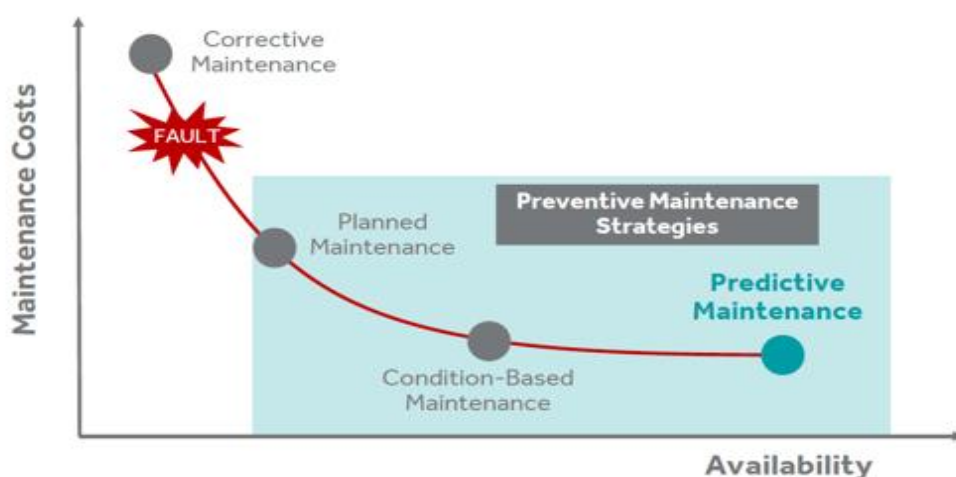 Corrective
Maintenance
FAULT
Maintenance Costs
Preventive Maintenance
Strategies
Planned
Maintenance
Predictive
Maintenance
Condition-Based
Maintenance
Availability